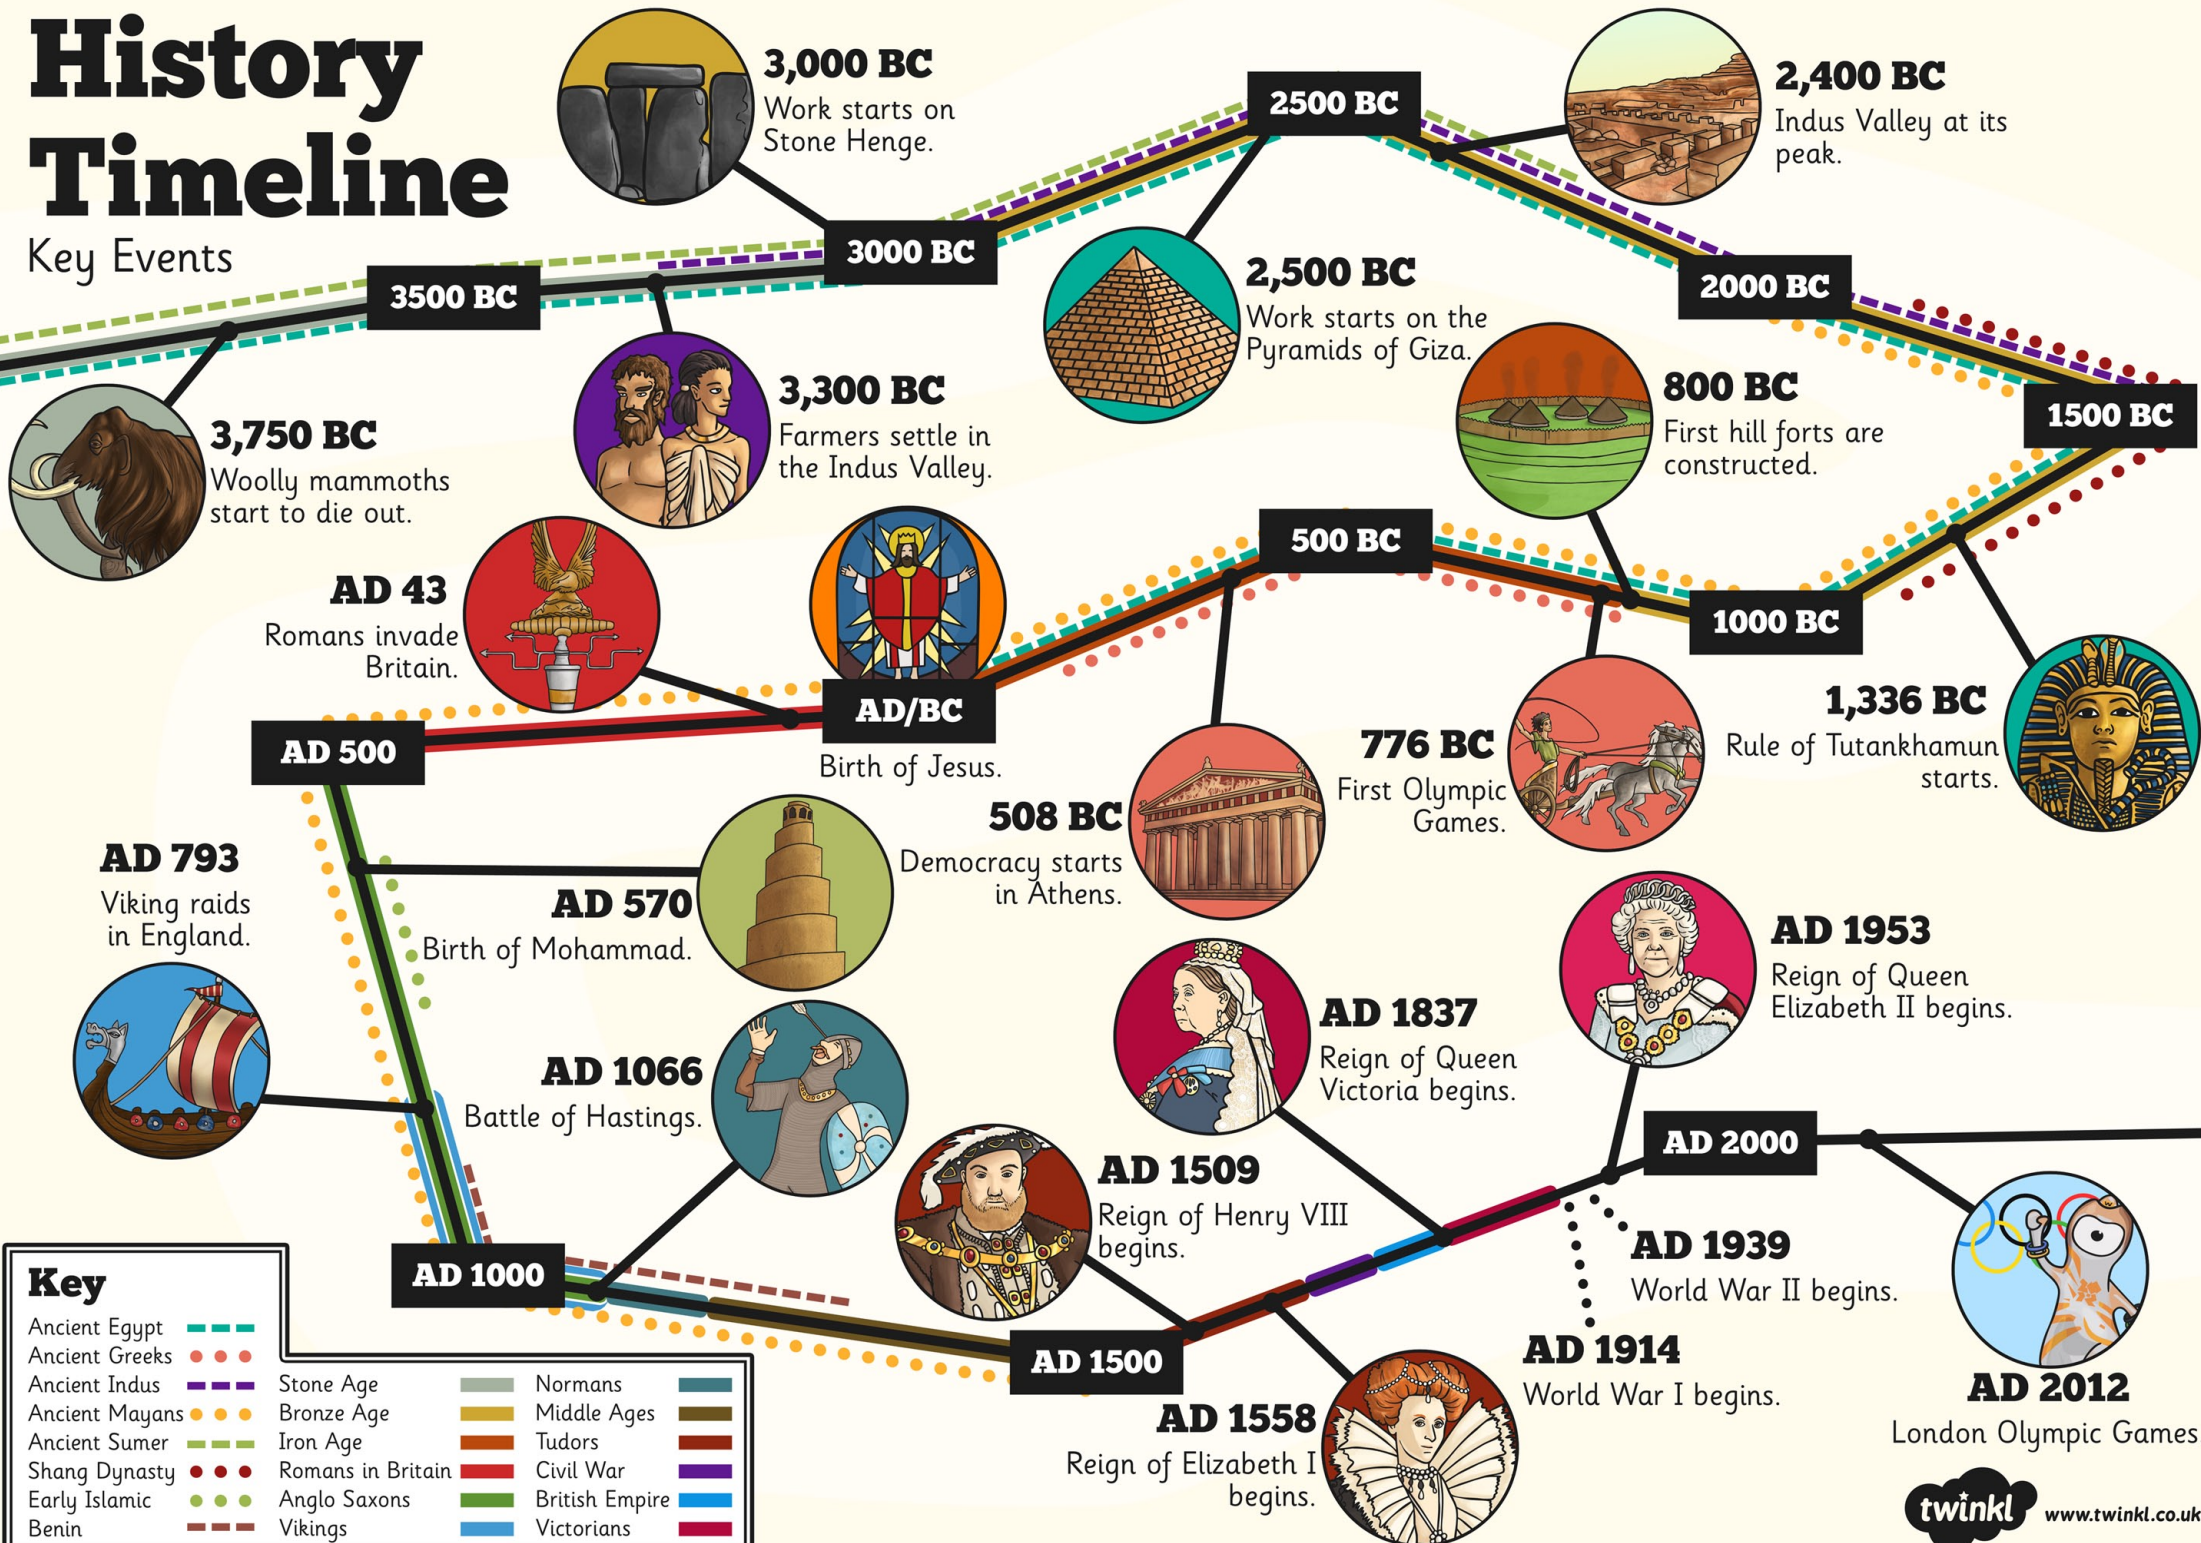 History
Timeline
Key Events
3,000 BC
Work starts on
Stone Henge.
2500 BC
2,400 BC
Indus Valley at its
peak.
3500 BC
3000 BC
2000 BC
1500 BC
3,750 BC
Woolly mammoths
start to die out.
3,300 BC
Farmers settle in
the Indus Valley.
2,500 BC
Work starts on the
Pyramids of Giza.
800 BC
First hill forts are
constructed.
AD 43
Romans invade
Britain.
AD/BC
Birth of Jesus.
500 BC
1000 BC
508 BC
Democracy starts
in Athens.
776 BC
First Olympic
Games.
1,336 BC
Rule of Tutankhamun
starts.
AD 500
AD 793
Viking raids
in England.
AD 570
Birth of Mohammad.
AD 1066
Battle of Hastings.
AD 1000
AD 1509
Reign of Henry VIII
begins.
AD 1837
Reign of Queen
Victoria begins.
AD 1953
Reign of Queen
Elizabeth II begins.
AD 2000
AD 1500
AD 1558
Reign of Elizabeth I
begins.
AD 1939
World War II begins.
AD 1914
World War I begins.
AD 2012
London Olympic Games
Key
Ancient Egypt
Ancient Greeks
Ancient Indus
Ancient Mayans
Ancient Sumer
Shang Dynasty
Early Islamic
Benin
Stone Age
Bronze Age
Iron Age
Romans in Britain
Anglo Saxons
Vikings
Normans
Middle Ages
Tudors
Civil War
British Empire
Victorians
twinkl
www.twinkl.co.uk